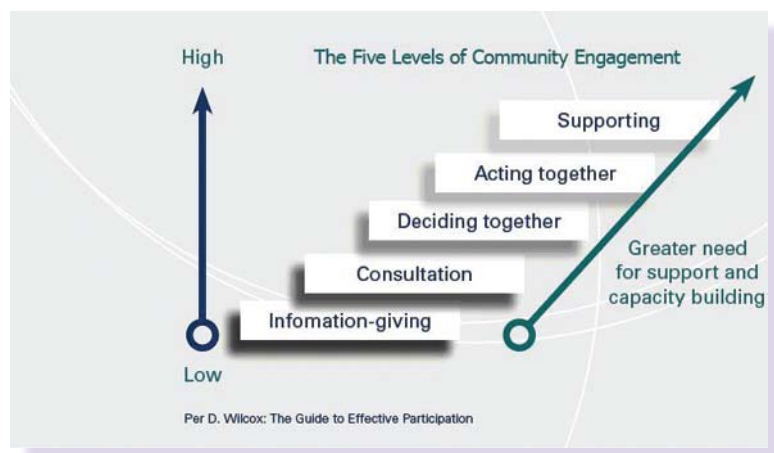 High
The Five Levels of Community Engagement
Supporting
Acting together
Deciding together
Consultation
Infomation-giving
Greater need
for support and
capacity building
Low
Per D. Wilcox: The Guide to Effective Participation